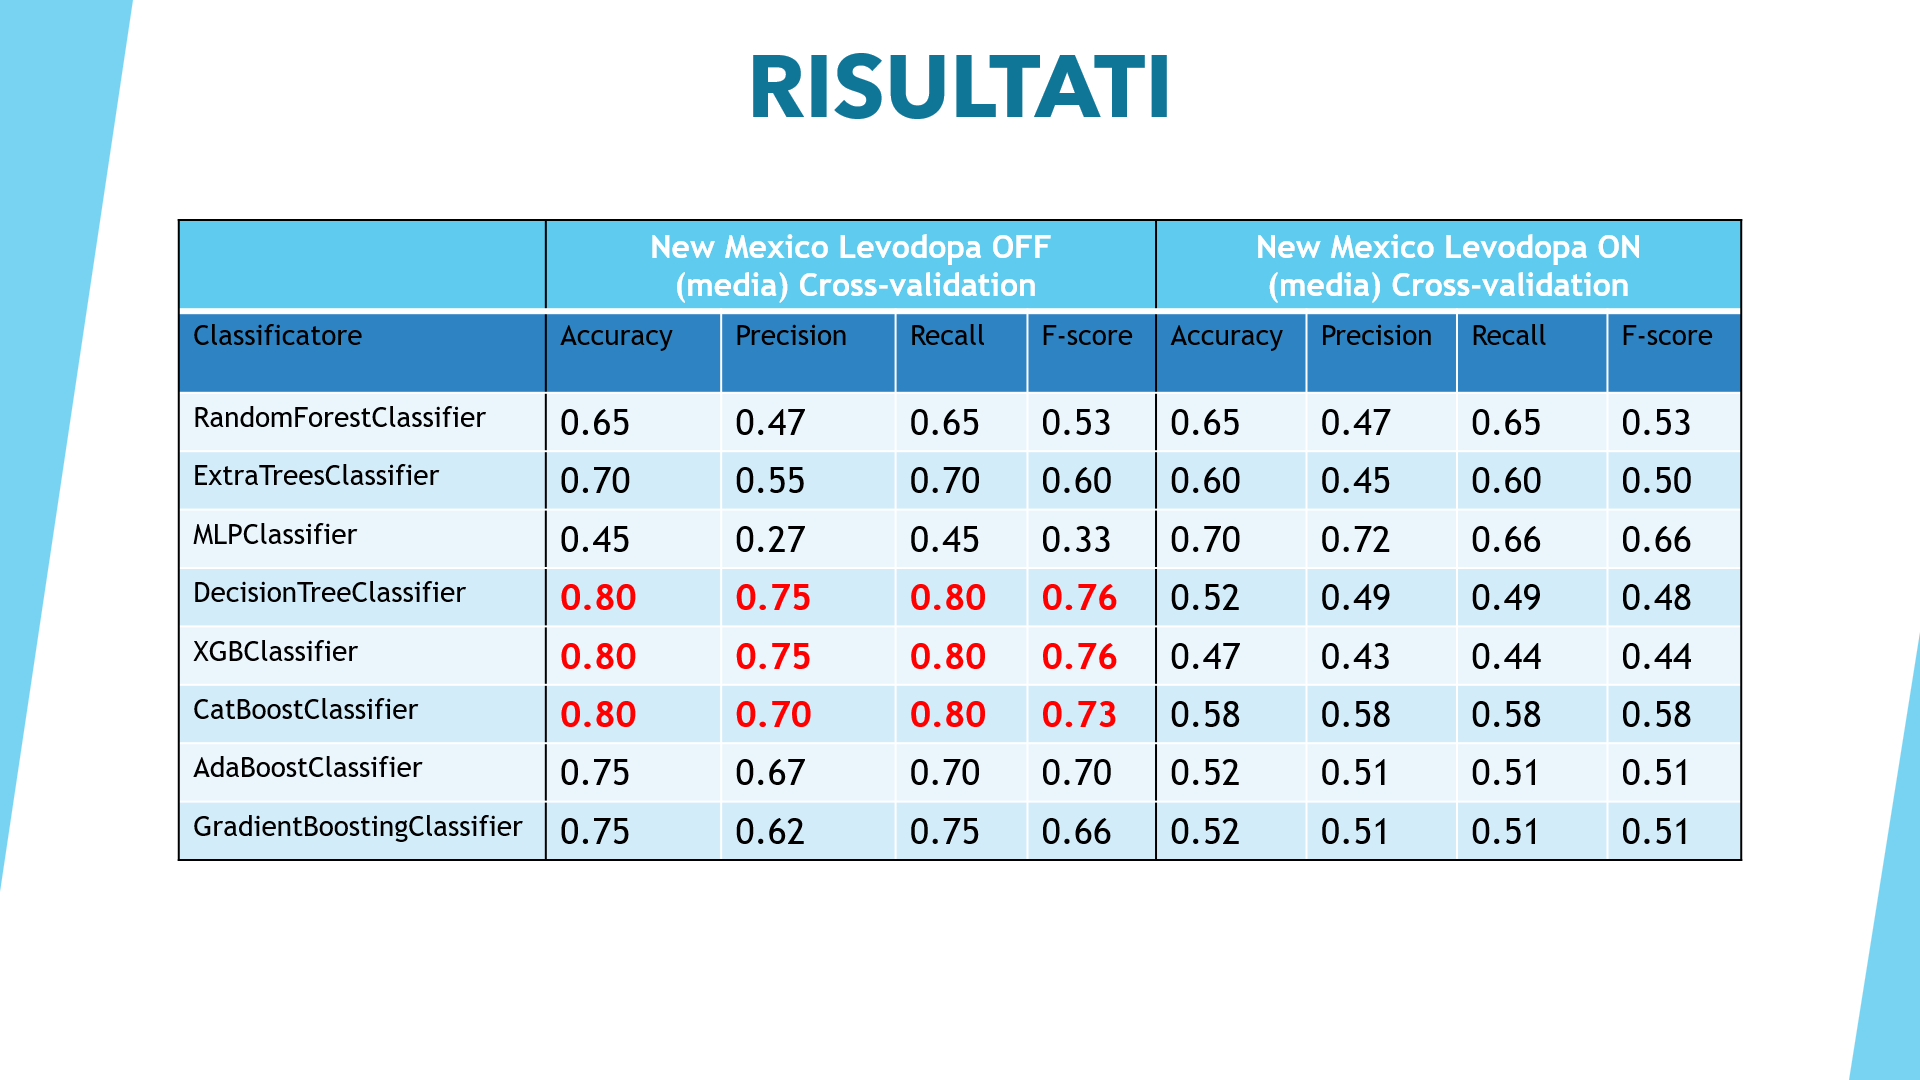 RISULTATI
New Mexico Levodopa OFF
(media) Cross-validation
New Mexico Levodopa ON
(media) Cross-validation
Classificatore Accuracy Precision Recall F-score Accuracy Precision Recall F-score
RandomForestClassifier 0.65 0.47 0.65 0.53 0.65 0.47 0.65 0.53
ExtraTreesClassifier 0.70 0.55 0.70 0.60 0.60 0.45 0.60 0.50
MLPClassifier 0.45 0.27 0.45 0.33 0.70 0.72 0.66 0.66
DecisionTreeClassifier 0.80 0.75 0.80 0.76 0.52 0.49 0.49 0.48
XGBClassifier 0.80 0.75 0.80 0.76 0.47 0.43 0.44 0.44
CatBoostClassifier 0.80 0.70 0.80 0.73 0.58 0.58 0.58 0.58
AdaBoostClassifier 0.75 0.67 0.70 0.70 0.52 0.51 0.51 0.51
GradientBoostingClassifier 0.75 0.62 0.75 0.66 0.52 0.51 0.51 0.51